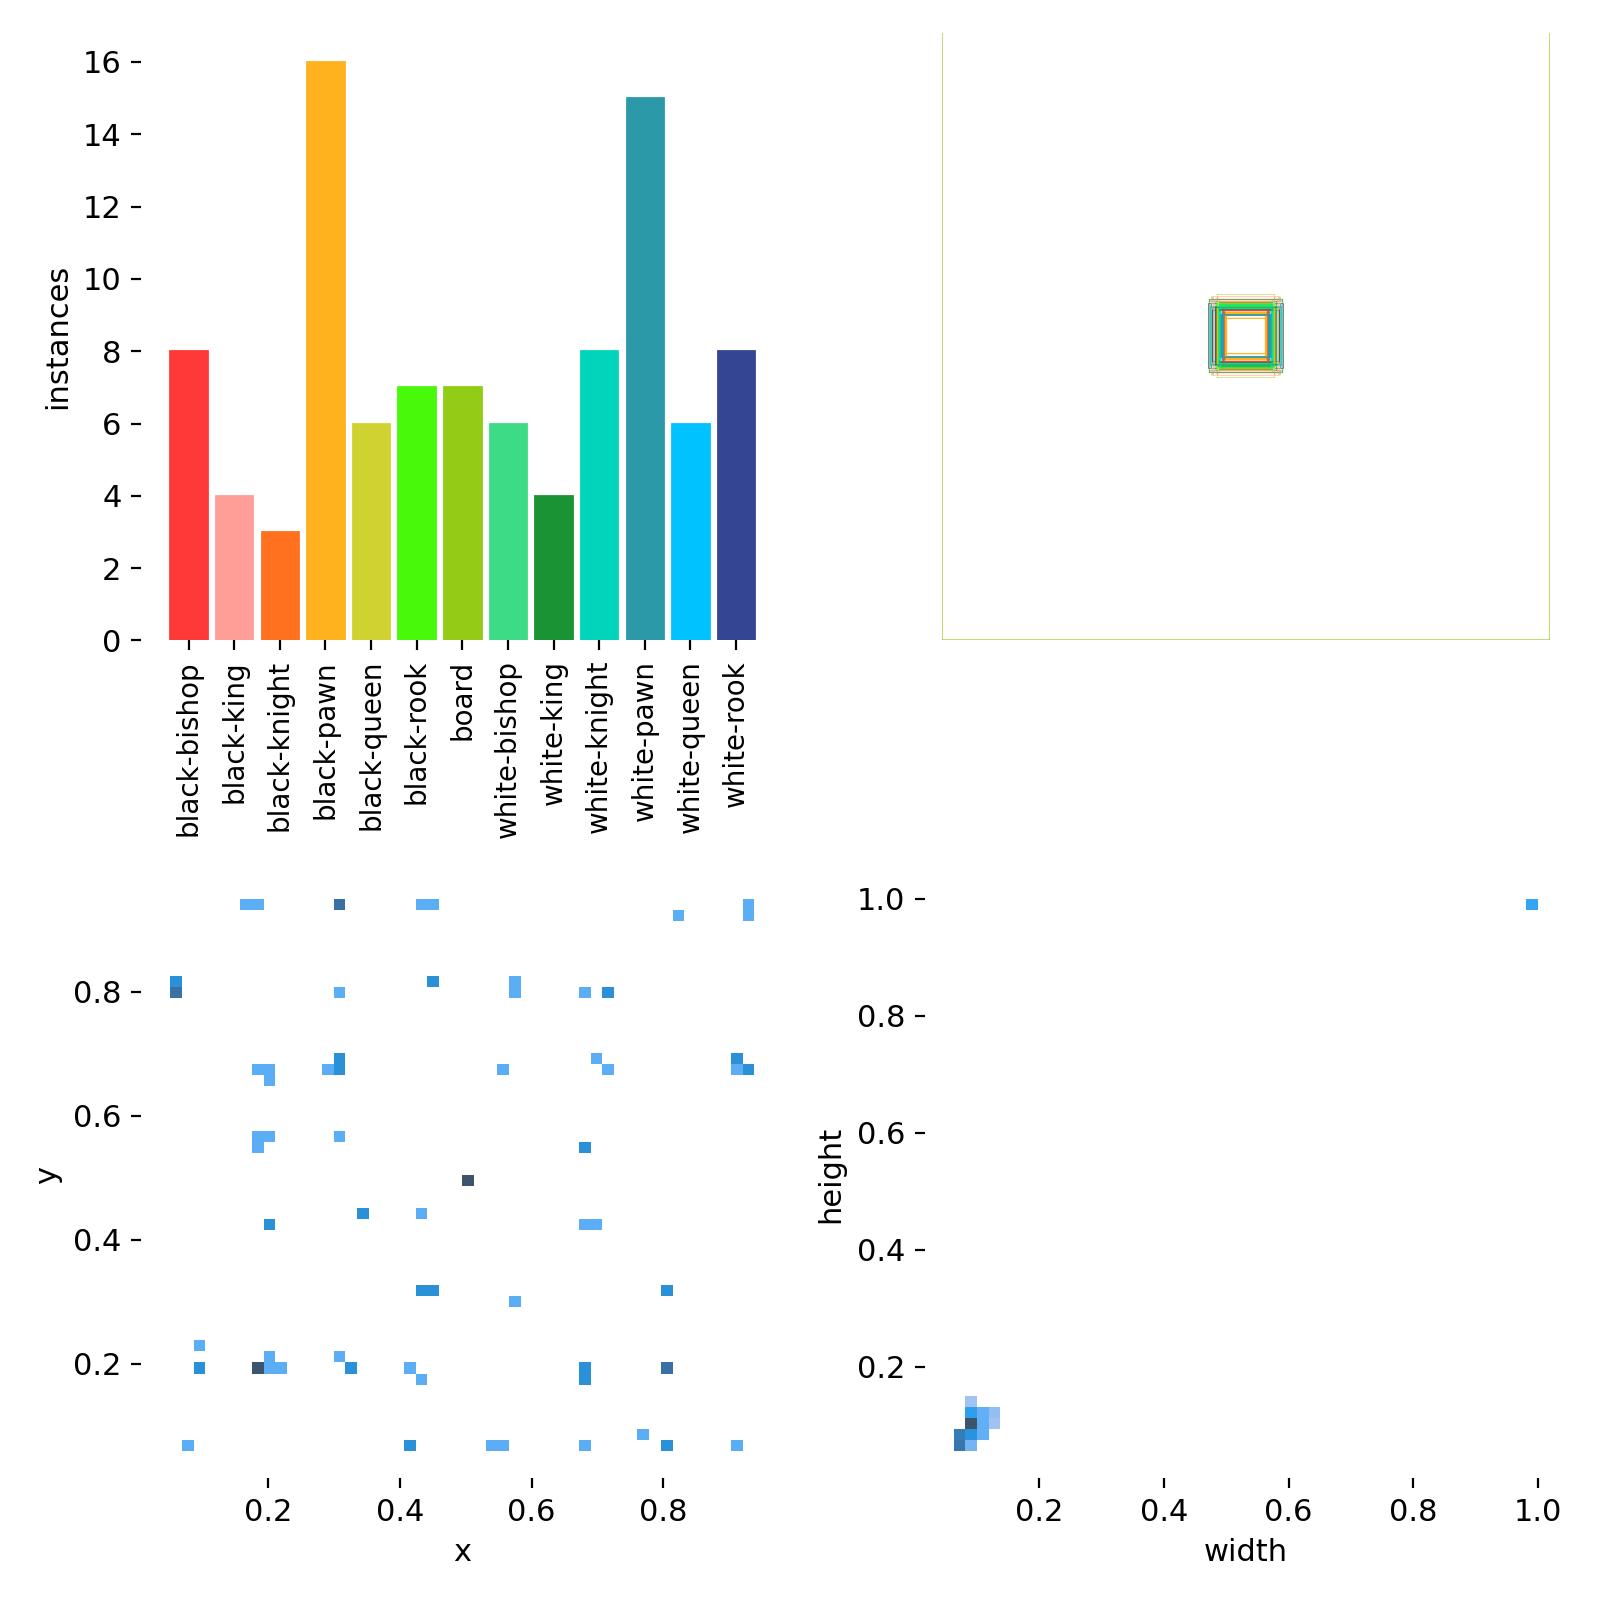 16
14
12
10
8
6
4
2
0
instances
black-bishop
black-king
black-knight
black-pawn
black-queen
black-rook
board
white-bishop
white-king
white-knight
white-pawn
white-queen
white-rook
0.8
0.6
0.4
0.2
y
0.2 0.4 0.6 0.8
x
1.0
0.8
0.6
0.4
0.2
height
0.2 0.4 0.6 0.8 1.0
width